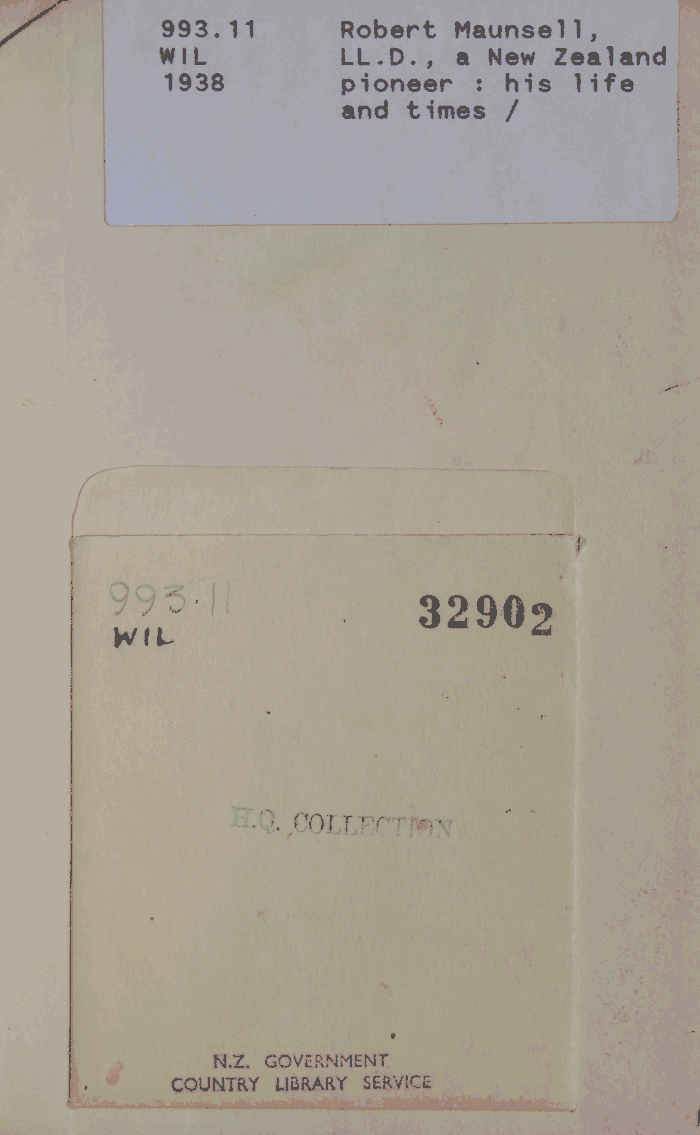 993.11 Robert Maunsell,
WIL LL.D., a New Zealand
1938 pioneer : his life
and times /
993.11
WIL
32902
H.Q. COLLECTION
N.Z. GOVERNMENT
COUNTRY LIBRARY SERVICE